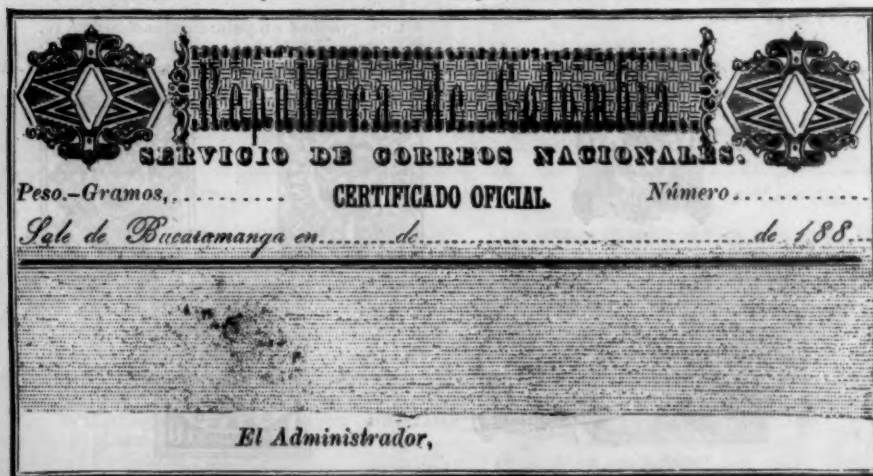 República de Colombia.
SERVICIO DE CORREOS NACIONALES.
Peso.-Gramos,.......... CERTIFICADO OFICIAL. Número..............
Sale de Bucaramanga en........de................................de 188...
El Administrador,